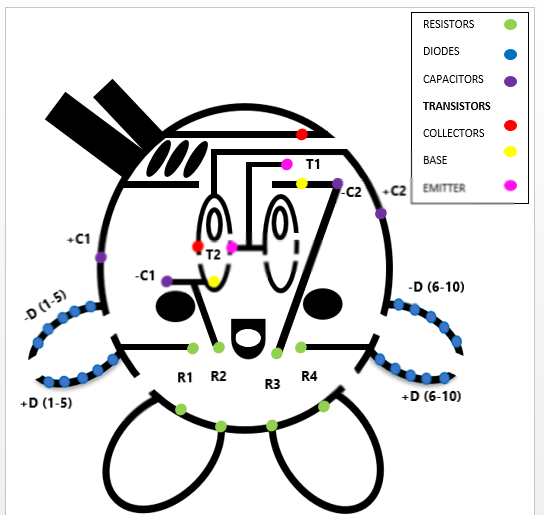 RESISTORS
DIODES
CAPACITORS
TRANSISTORS
COLLECTORS
BASE
EMITTER
T1
-C2
+C2
+C1
T2
-C1
-D (1-5)
-D (6-10)
R1
R2
R3
R4
+D (1-5)
+D (6-10)